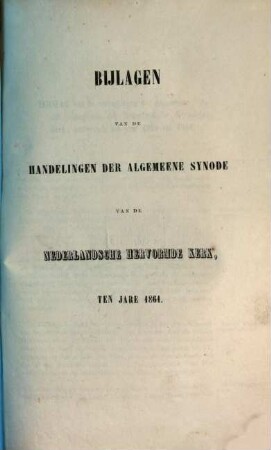 BIJLAGEN
VAN DE
HANDELINGEN DER ALGEMEENE SYNODE
VAN DE
NEDERLANDSCHE HERVORMDE KERK,
TEN JARE 1861.